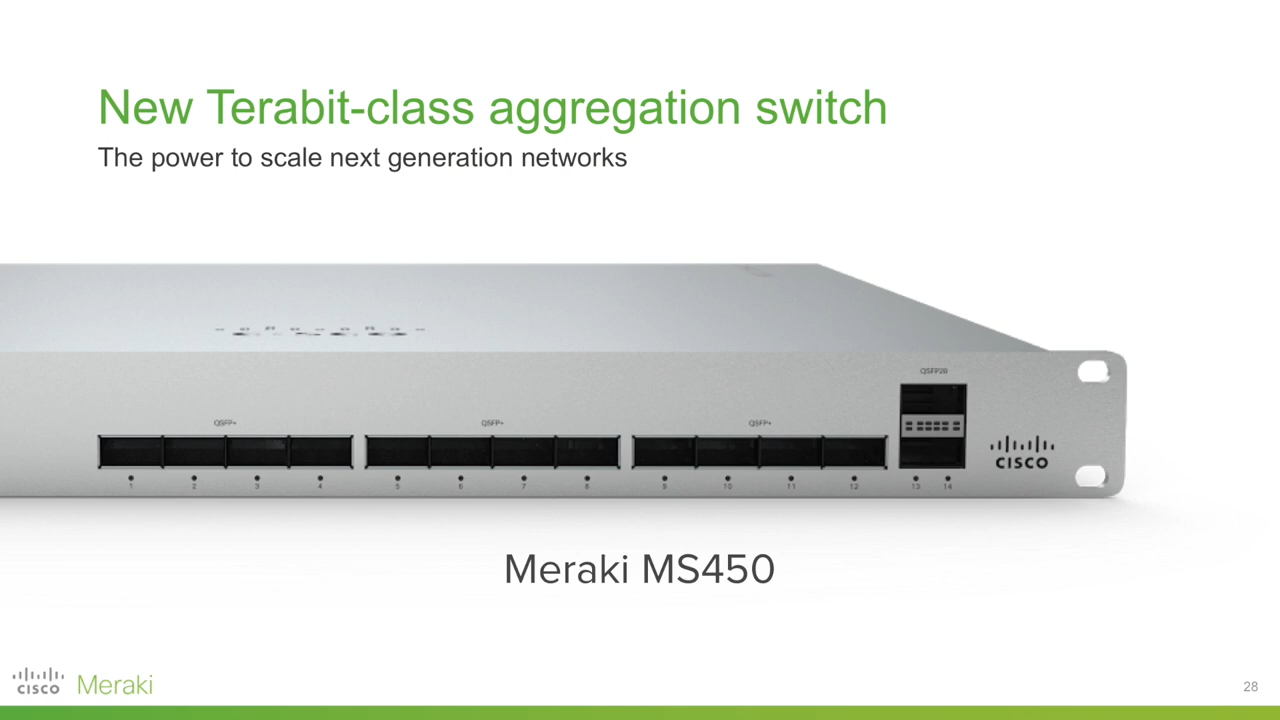 New Terabit-class aggregation switch
The power to scale next generation networks
QSFP28
QSFP+ QSFP+ QSFP+
CISCO
1 2 3 4 5 6 7 8 9 10 11 12 13 14
Meraki MS450
CISCO Meraki
28